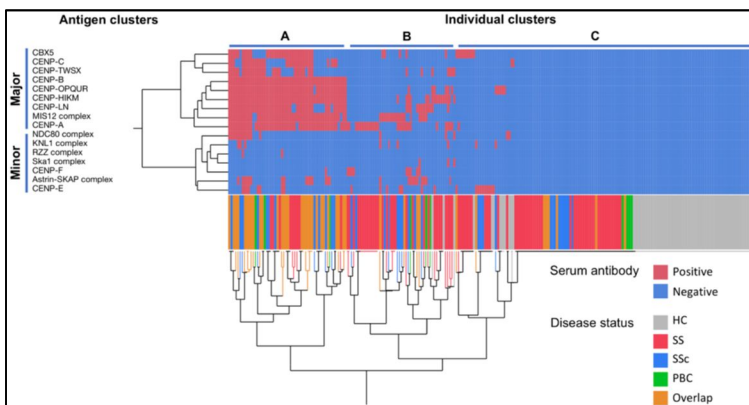 Antigen clusters
Individual clusters
A
B
C
Major
CBX5
CENP-C
CENP-TWSX
CENP-B
CENP-OPQUR
CENP-HIKM
CENP-LN
MIS12 complex
CENP-A
Minor
NDC80 complex
KNL1 complex
RZZ complex
Ska1 complex
CENP-F
Astrin-SKAP complex
CENP-E
Serum antibody
Positive
Negative
Disease status
HC
SS
SSc
PBC
Overlap